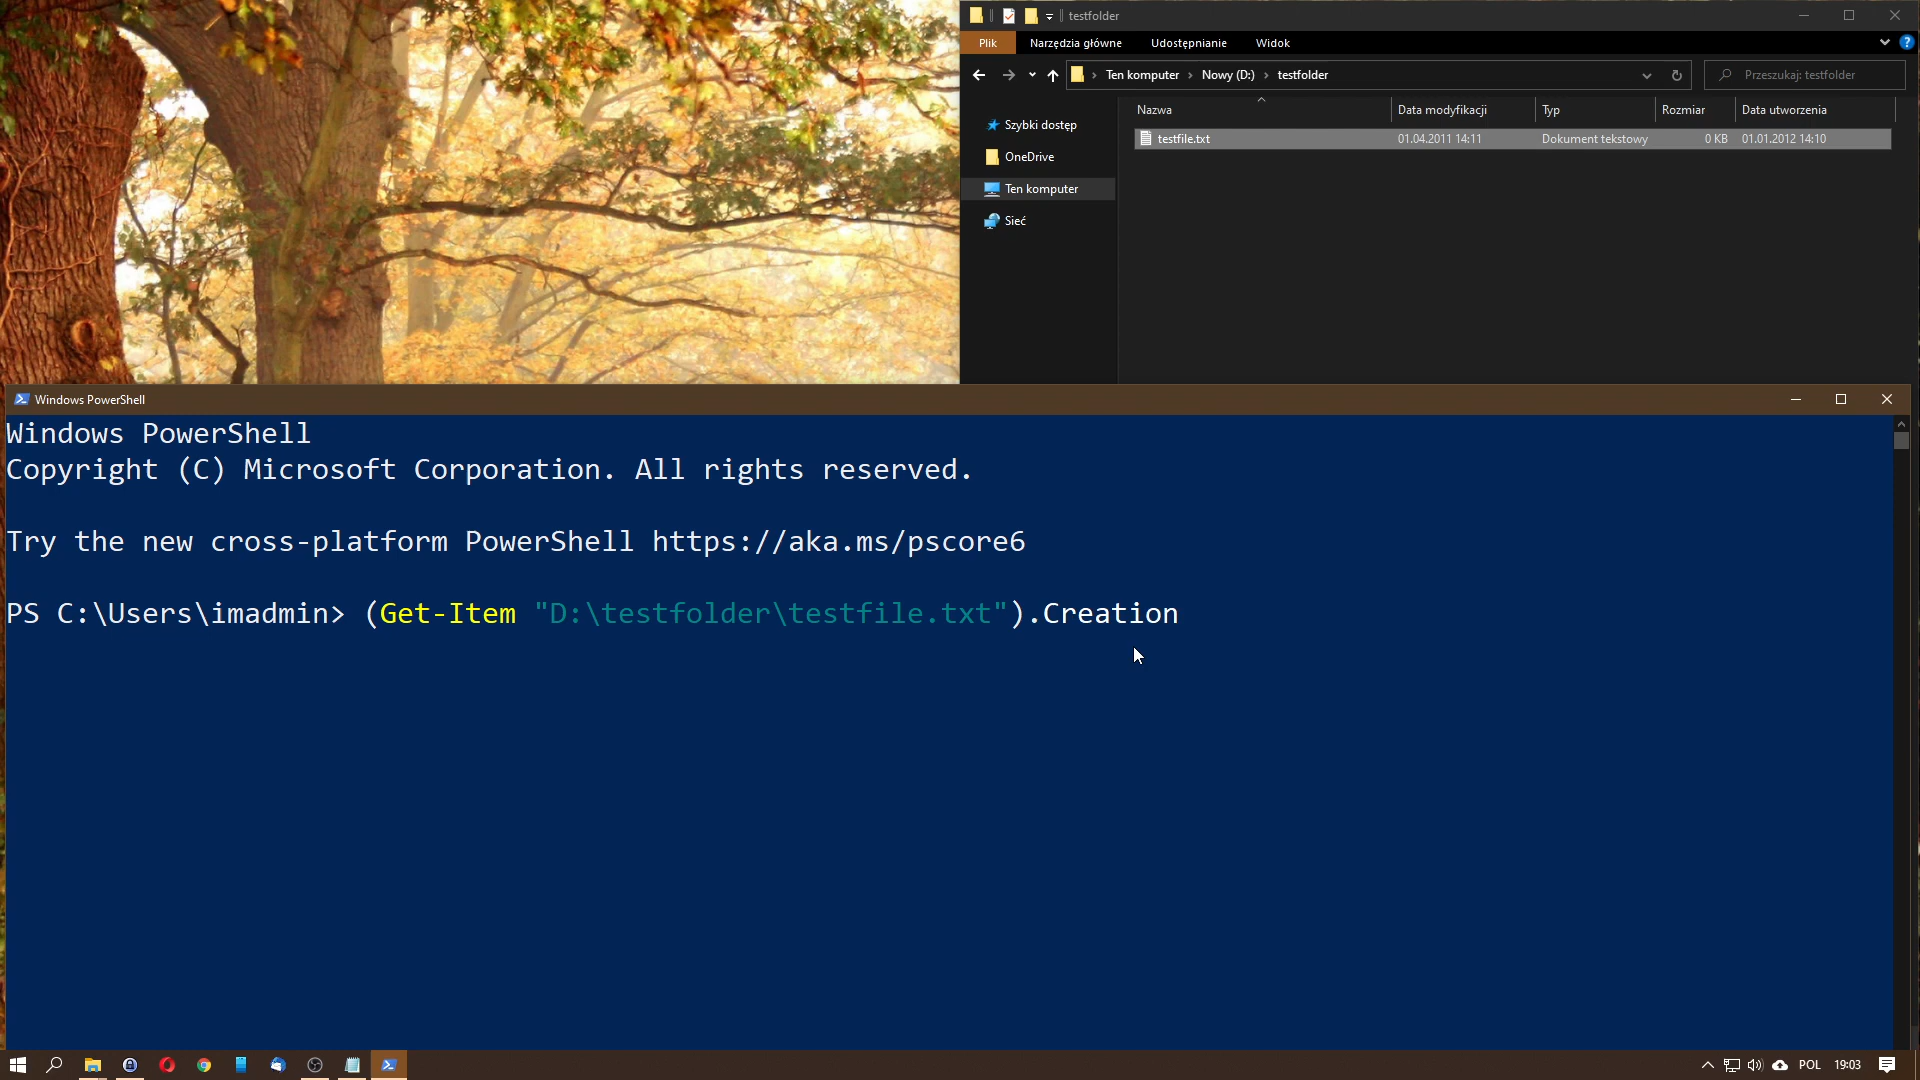 testfolder
Plik Narzędzia główne Udostępnianie Widok
Ten komputer Nowy (D:) testfolder
Przeszukaj: testfolder
Nazwa Data modyfikacji Typ Rozmiar Data utworzenia
testfile.txt 01.04.2011 14:11 Dokument tekstowy 0 KB 01.01.2012 14:10
Szybki dostęp
OneDrive
Ten komputer
Sieć
Windows PowerShell
Windows PowerShell
Copyright (C) Microsoft Corporation. All rights reserved.
Try the new cross-platform PowerShell https://aka.ms/pscore6
PS C:\Users\imadmin> (Get-Item "D:\testfolder\testfile.txt").Creation
POL 19:03